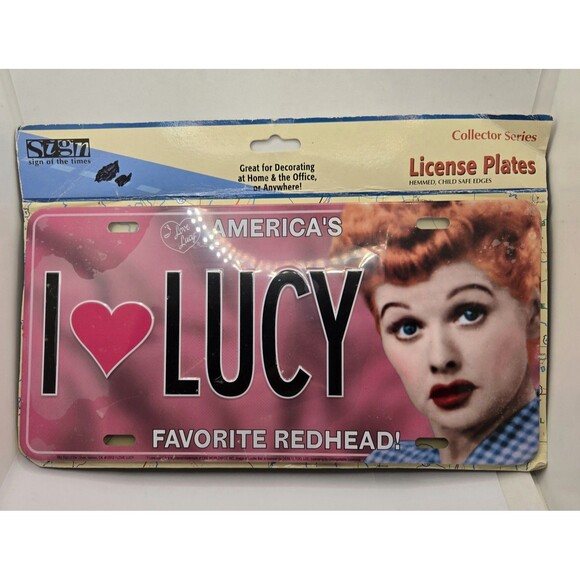 sign
sign of the times
Great for Decorating
at Home & the Office,
or Anywhere!
Collector Series
License Plates
HEMMED, CHILD SAFE EDGES
I Love Lucy
AMERICA'S
I ♥ LUCY
FAVORITE REDHEAD!